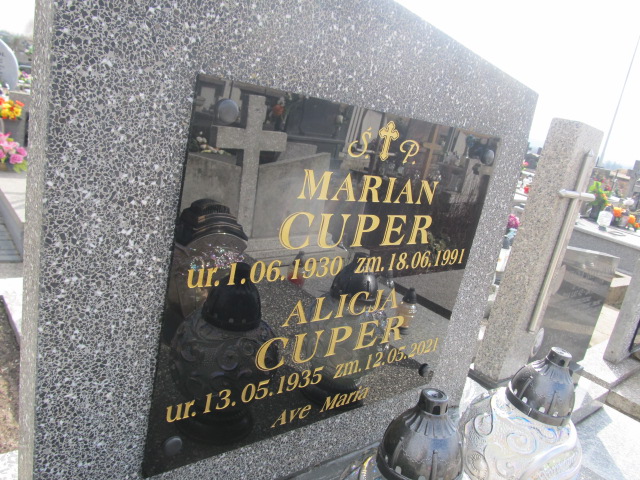 Ś P.
MARIAN
CUPER
ur. 1.06.1930 zm. 18.06.1991
ALICJA
CUPER
ur. 13.05.1935 zm. 12.05.2021
Ave Maria